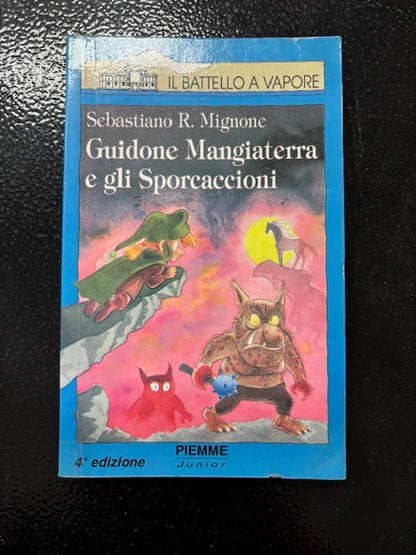 IL BATTELLO A VAPORE
Sebastiano R. Mignone
Guidone Mangiaterra
e gli Sporcaccioni
4ª edizione
PIEMME
Junior